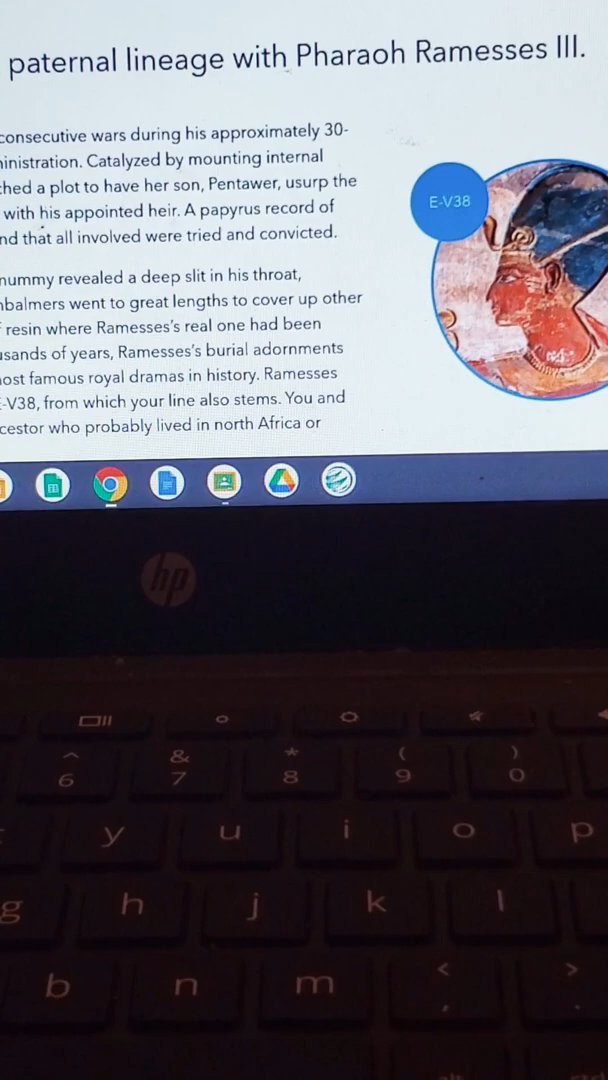 paternal lineage with Pharaoh Ramesses III.
consecutive wars during his approximately 30-
ministration. Catalyzed by mounting internal
ched a plot to have her son, Pentawer, usurp the
with his appointed heir. A papyrus record of
nd that all involved were tried and convicted.
E-V38
mummy revealed a deep slit in his throat,
nbalmers went to great lengths to cover up other
f resin where Ramesses's real one had been
usands of years, Ramesses's burial adornments
nost famous royal dramas in history. Ramesses
E-V38, from which your line also stems. You and
cestor who probably lived in north Africa or
hp
^ & * ( )
6 7 8 9 0
y u i o p
g h j k l
b n m < >
, .